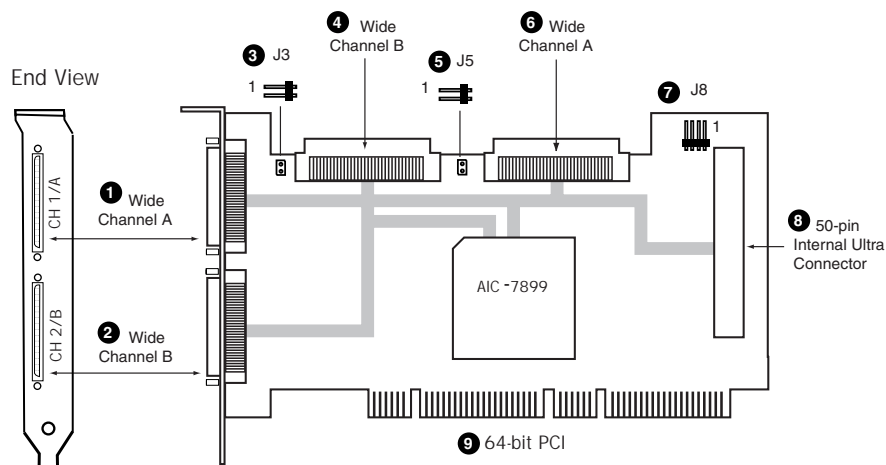 4 Wide
Channel B
6 Wide
Channel A
3 J3
5 J5
1
1
7 J8
1
End View
CH 1/A
1 Wide
Channel A
8 50-pin
Internal Ultra
Connector
AIC -7899
CH 2/B
2 Wide
Channel B
9 64-bit PCI